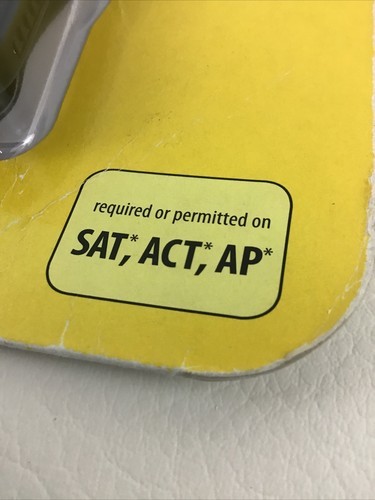 required or permitted on
SAT,* ACT,* AP*